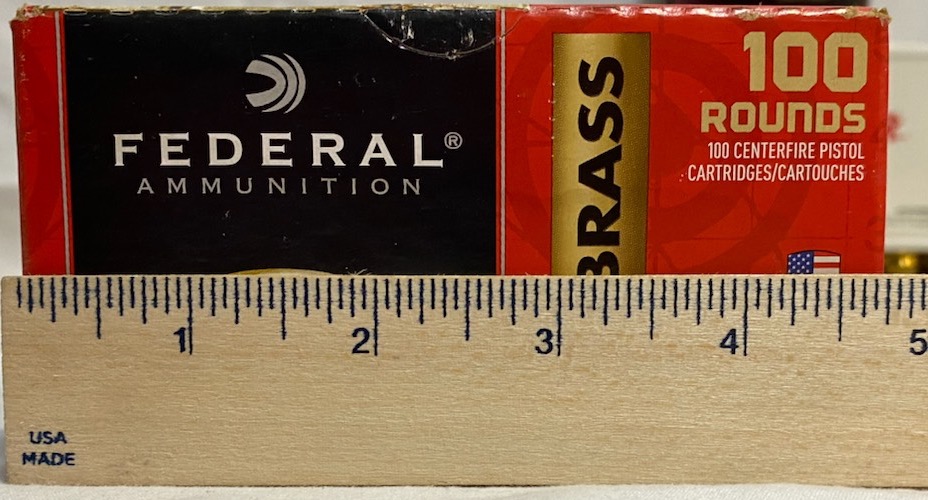 FEDERAL®
AMMUNITION
BRASS
100
ROUNDS
100 CENTERFIRE PISTOL
CARTRIDGES/CARTOUCHES
1 2 3 4 5
USA
MADE